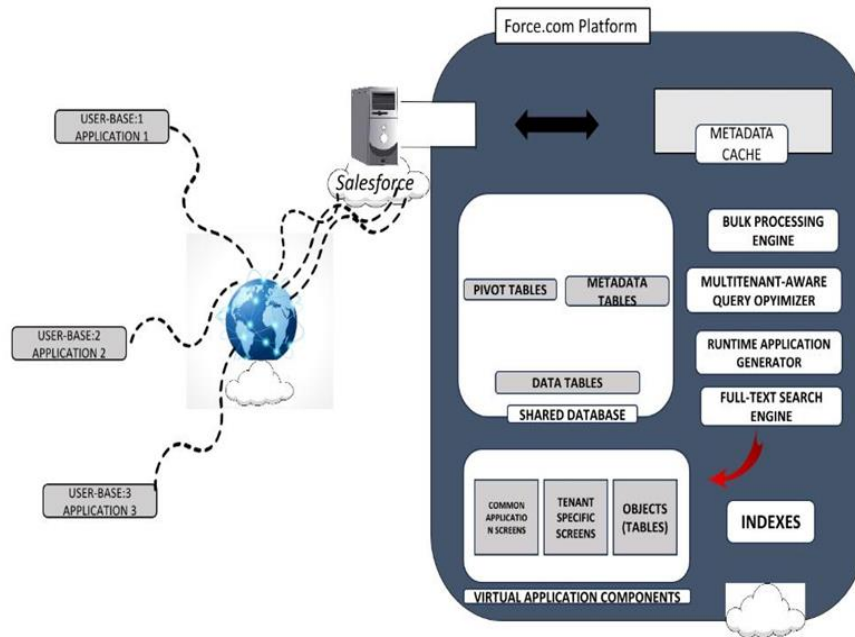 Force.com Platform
USER-BASE:1
APPLICATION 1
Salesforce
METADATA
CACHE
BULK PROCESSING
ENGINE
PIVOT TABLES
METADATA
TABLES
MULTITENANT-AWARE
QUERY OPYIMIZER
USER-BASE:2
APPLICATION 2
RUNTIME APPLICATION
GENERATOR
DATA TABLES
SHARED DATABASE
FULL-TEXT SEARCH
ENGINE
USER-BASE:3
APPLICATION 3
COMMON
APPLICATIO
N SCREENS
TENANT
SPECIFIC
SCREENS
OBJECTS
(TABLES)
INDEXES
VIRTUAL APPLICATION COMPONENTS